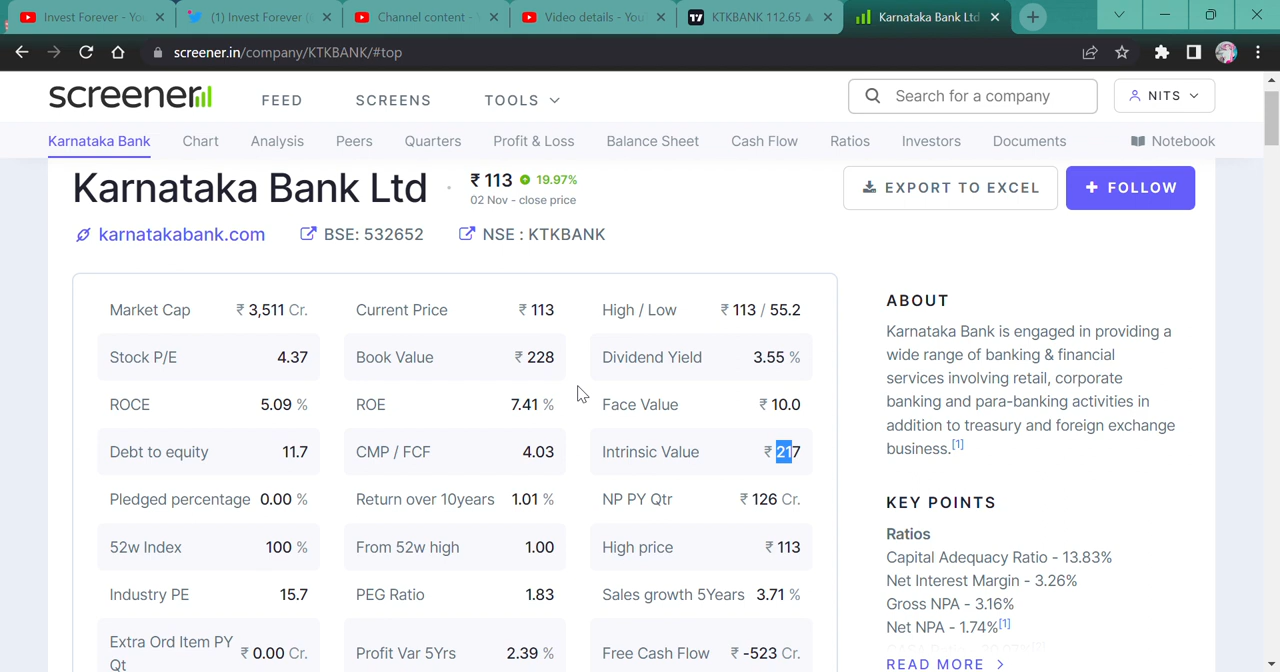 Invest Forever - You
(1) Invest Forever (
Channel content - Y
Video details - You
KTKBANK 112.65 ▲
Karnataka Bank Ltd
screener.in/company/KTKBANK/#top
screener
FEED
SCREENS
TOOLS
Search for a company
NITS
Karnataka Bank
Chart
Analysis
Peers
Quarters
Profit & Loss
Balance Sheet
Cash Flow
Ratios
Investors
Documents
Notebook
Karnataka Bank Ltd
₹ 113 19.97%
02 Nov - close price
EXPORT TO EXCEL
+ FOLLOW
karnatakabank.com
BSE: 532652
NSE : KTKBANK
Market Cap ₹ 3,511 Cr.
Current Price ₹ 113
High / Low ₹ 113 / 55.2
Stock P/E 4.37
Book Value ₹ 228
Dividend Yield 3.55 %
ROCE 5.09 %
ROE 7.41 %
Face Value ₹ 10.0
Debt to equity 11.7
CMP / FCF 4.03
Intrinsic Value ₹ 217
Pledged percentage 0.00 %
Return over 10years 1.01 %
NP PY Qtr ₹ 126 Cr.
52w Index 100 %
From 52w high 1.00
High price ₹ 113
Industry PE 15.7
PEG Ratio 1.83
Sales growth 5Years 3.71 %
Extra Ord Item PY Qt ₹ 0.00 Cr.
Profit Var 5Yrs 2.39 %
Free Cash Flow ₹ -523 Cr.
ABOUT
Karnataka Bank is engaged in providing a
wide range of banking & financial
services involving retail, corporate
banking and para-banking activities in
addition to treasury and foreign exchange
business.[1]
KEY POINTS
Ratios
Capital Adequacy Ratio - 13.83%
Net Interest Margin - 3.26%
Gross NPA - 3.16%
Net NPA - 1.74%[1]
READ MORE